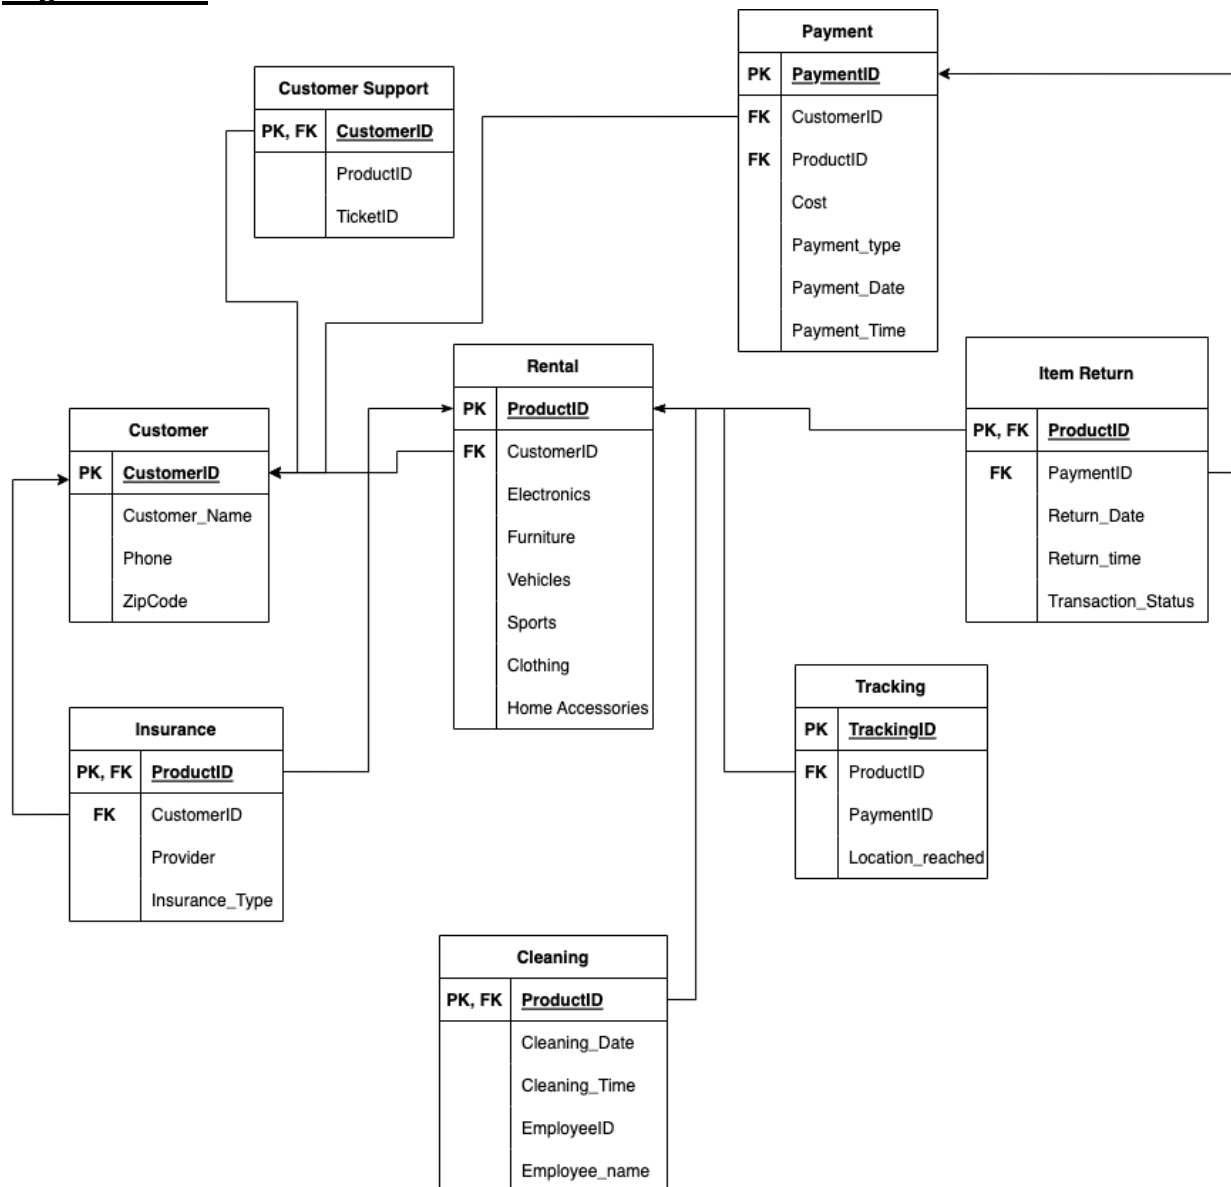 Payment
PK PaymentID
FK CustomerID
FK ProductID
Cost
Payment_type
Payment_Date
Payment_Time
Customer Support
PK, FK CustomerID
ProductID
TicketID
Rental
PK ProductID
FK CustomerID
Electronics
Furniture
Vehicles
Sports
Clothing
Home Accessories
Item Return
PK, FK ProductID
FK PaymentID
Return_Date
Return_time
Transaction_Status
Customer
PK CustomerID
Customer_Name
Phone
ZipCode
Tracking
PK TrackingID
FK ProductID
PaymentID
Location_reached
Insurance
PK, FK ProductID
FK CustomerID
Provider
Insurance_Type
Cleaning
PK, FK ProductID
Cleaning_Date
Cleaning_Time
EmployeeID
Employee_name